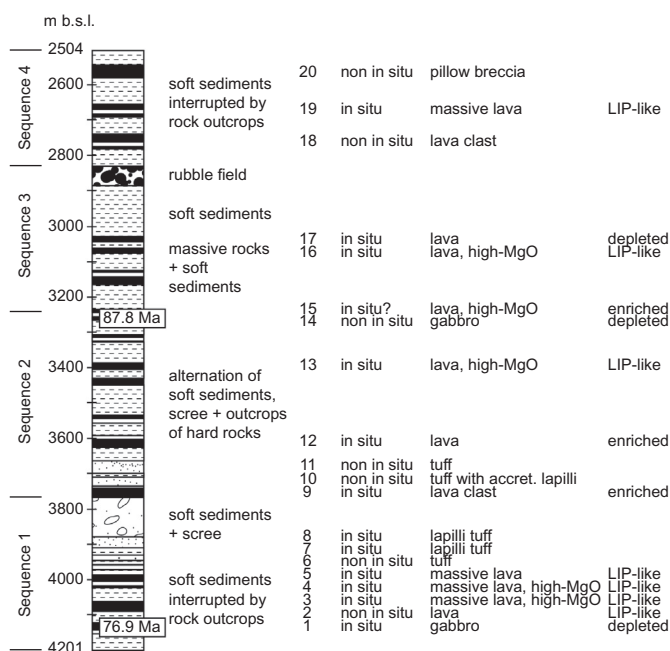 m b.s.l.
2504
2600
2800
3000
3200
3400
3600
3800
4000
4201
Sequence 4
Sequence 3
Sequence 2
Sequence 1
87.8 Ma
76.9 Ma
soft sediments
interrupted by
rock outcrops
rubble field
soft sediments
massive rocks
+ soft
sediments
alternation of
soft sediments,
scree + outcrops
of hard rocks
soft sediments
+ scree
soft sediments
interrupted by
rock outcrops
20 non in situ pillow breccia
19 in situ massive lava LIP-like
18 non in situ lava clast
17 in situ lava depleted
16 in situ lava, high-MgO LIP-like
15 in situ? lava, high-MgO enriched
14 non in situ gabbro depleted
13 in situ lava, high-MgO LIP-like
12 in situ lava enriched
11 non in situ tuff
10 non in situ tuff with accret. lapilli
9 in situ lava clast enriched
8 in situ lapilli tuff
7 in situ lapilli tuff
6 non in situ tuff
5 in situ massive lava LIP-like
4 in situ massive lava, high-MgO LIP-like
3 in situ massive lava, high-MgO LIP-like
2 non in situ lava LIP-like
1 in situ gabbro depleted